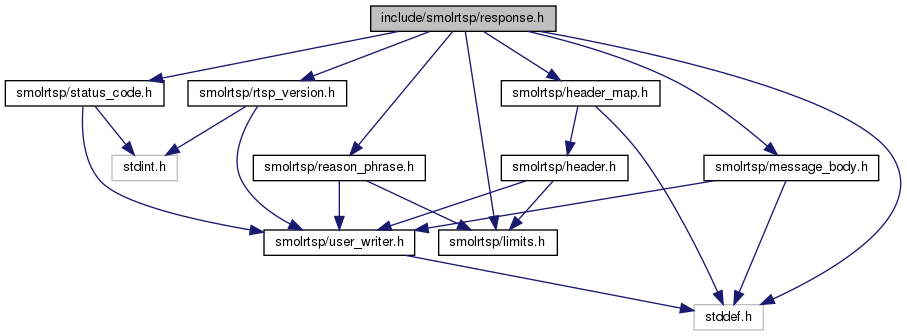 include/smolrtsp/response.h
smolrtsp/status_code.h
smolrtsp/rtsp_version.h
smolrtsp/header_map.h
stdint.h
smolrtsp/reason_phrase.h
smolrtsp/header.h
smolrtsp/message_body.h
smolrtsp/user_writer.h
smolrtsp/limits.h
stddef.h